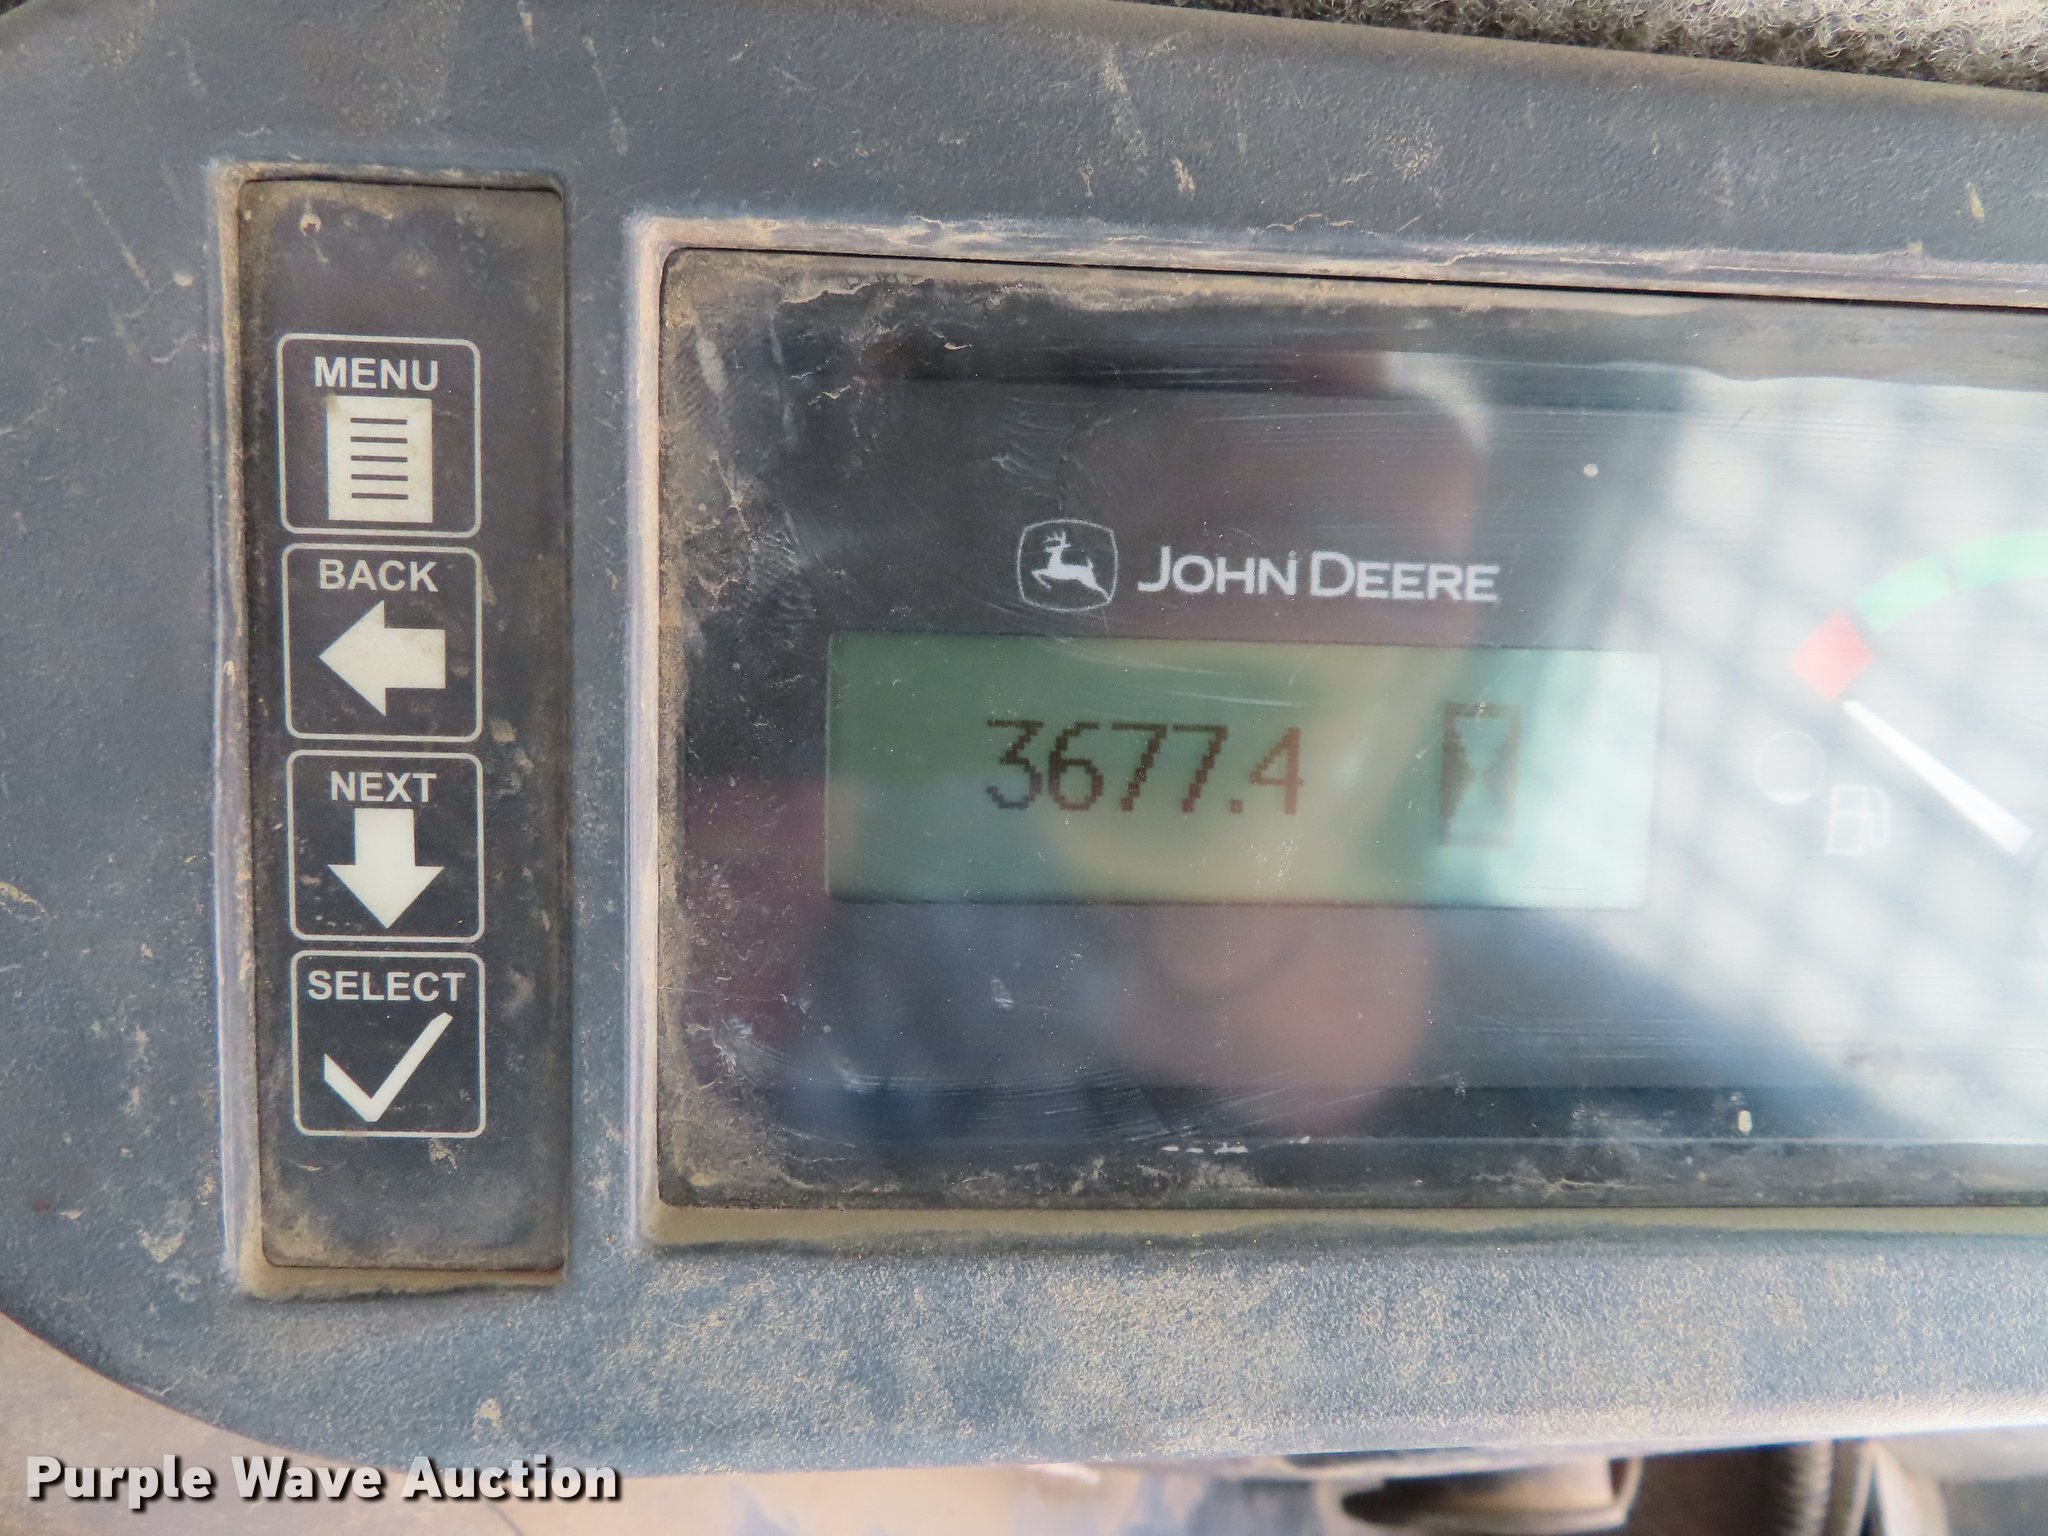 MENU
BACK
NEXT
SELECT
JOHN DEERE
3677.4
Purple Wave Auction